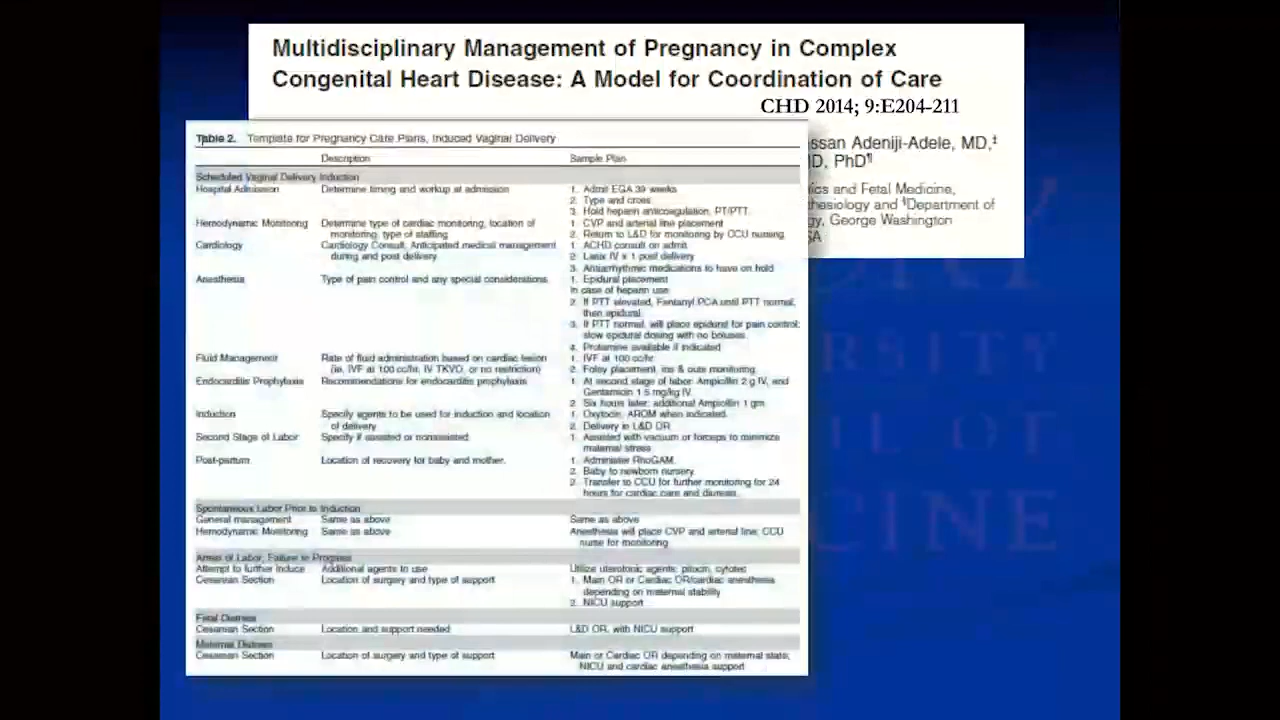 Multidisciplinary Management of Pregnancy in Complex
Congenital Heart Disease: A Model for Coordination of Care
CHD 2014; 9:E204-211
ssan Adeniji-Adele, MD,‡
D, PhD¶
ics and Fetal Medicine,
thesiology and §Department of
gy, George Washington
SA
Table 2. Template for Pregnancy Care Plans, Induced Vaginal Delivery
Description Sample Plan
Scheduled Vaginal Delivery Induction
Hospital Admission Determine timing and workup at admission 1. Admit EGA 39 weeks
2. Type and cross
3. Hold heparin anticoagulation, PT/PTT.
Hemodynamic Monitoring Determine type of cardiac monitoring, location of 1. CVP and arterial line placement
monitoring, type of staffing 2. Return to L&D for monitoring by CCU nursing.
Cardiology Cardiology Consult, Anticipated medical management 1. ACHD consult on admit.
during and post delivery 2. Lasix IV x 1 post delivery
3. Antiarrhythmic medications to have on hold
Anesthesia Type of pain control and any special considerations. 1. Epidural placement
In case of heparin use:
2. If PTT elevated, Fentanyl PCA until PTT normal,
then epidural.
3. If PTT normal, will place epidural for pain control;
slow epidural dosing with no boluses.
4. Protamine available if indicated
Fluid Management Rate of fluid administration based on cardiac lesion 1. IVF at 100 cc/hr.
(ie, IVF at 100 cc/hr, IV TKVO, or no restriction) 2. Foley placement, ins & outs monitoring.
Endocarditis Prophylaxis Recommendations for endocarditis prophylaxis 1. At second stage of labor: Ampicillin 2 g IV, and
Gentamicin 1.5 mg/kg IV.
2. Six hours later: additional Ampicillin 1 gm
Induction Specify agents to be used for induction and location 1. Oxytocin, AROM when indicated.
of delivery 2. Delivery in L&D OR
Second Stage of Labor Specify if assisted or nonassisted 1. Assisted with vacuum or forceps to minimize
maternal stress
Post-partum Location of recovery for baby and mother. 1. Administer RhoGAM.
2. Baby to newborn nursery.
2. Transfer to CCU for further monitoring for 24
hours for cardiac care and diuresis.
Spontaneous Labor Prior to Induction
General management Same as above Same as above
Hemodynamic Monitoring Same as above Anesthesia will place CVP and arterial line; CCU
nurse for monitoring
Arrest of Labor, Failure to Progress
Attempt to further induce Additional agents to use Utilize uterotonic agents; pitocin, cytotec
Cesarean Section Location of surgery and type of support 1. Main OR or Cardiac OR/cardiac anesthesia
depending on maternal stability
2. NICU support
Fetal Distress
Cesarean Section Location and support needed L&D OR, with NICU support
Maternal Distress
Cesarean Section Location of surgery and type of support Main or Cardiac OR depending on maternal state;
NICU and cardiac anesthesia support